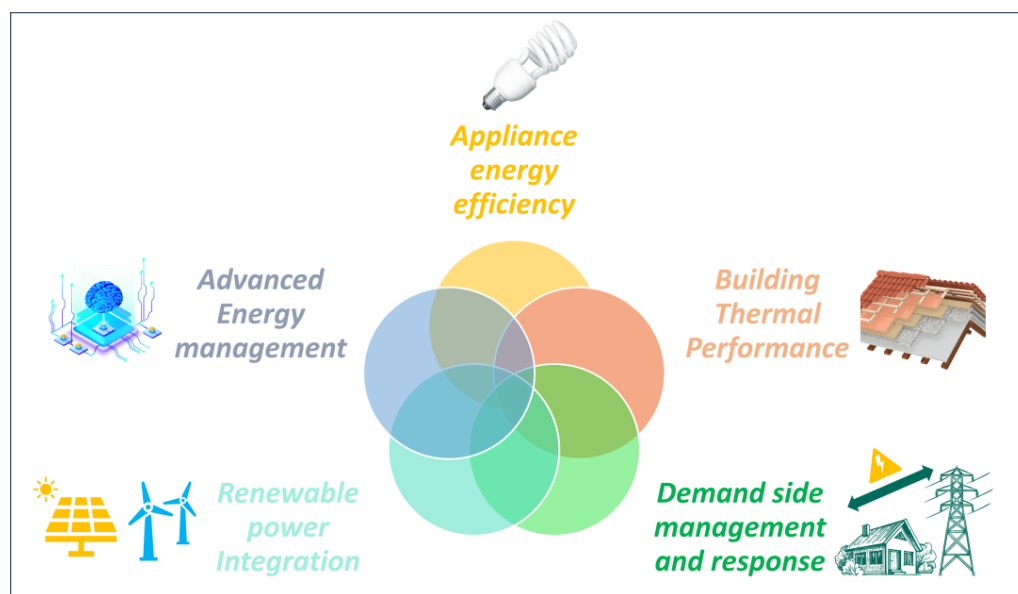 Appliance
energy
efficiency
Advanced
Energy
management
Building
Thermal
Performance
Renewable
power
Integration
Demand side
management
and response